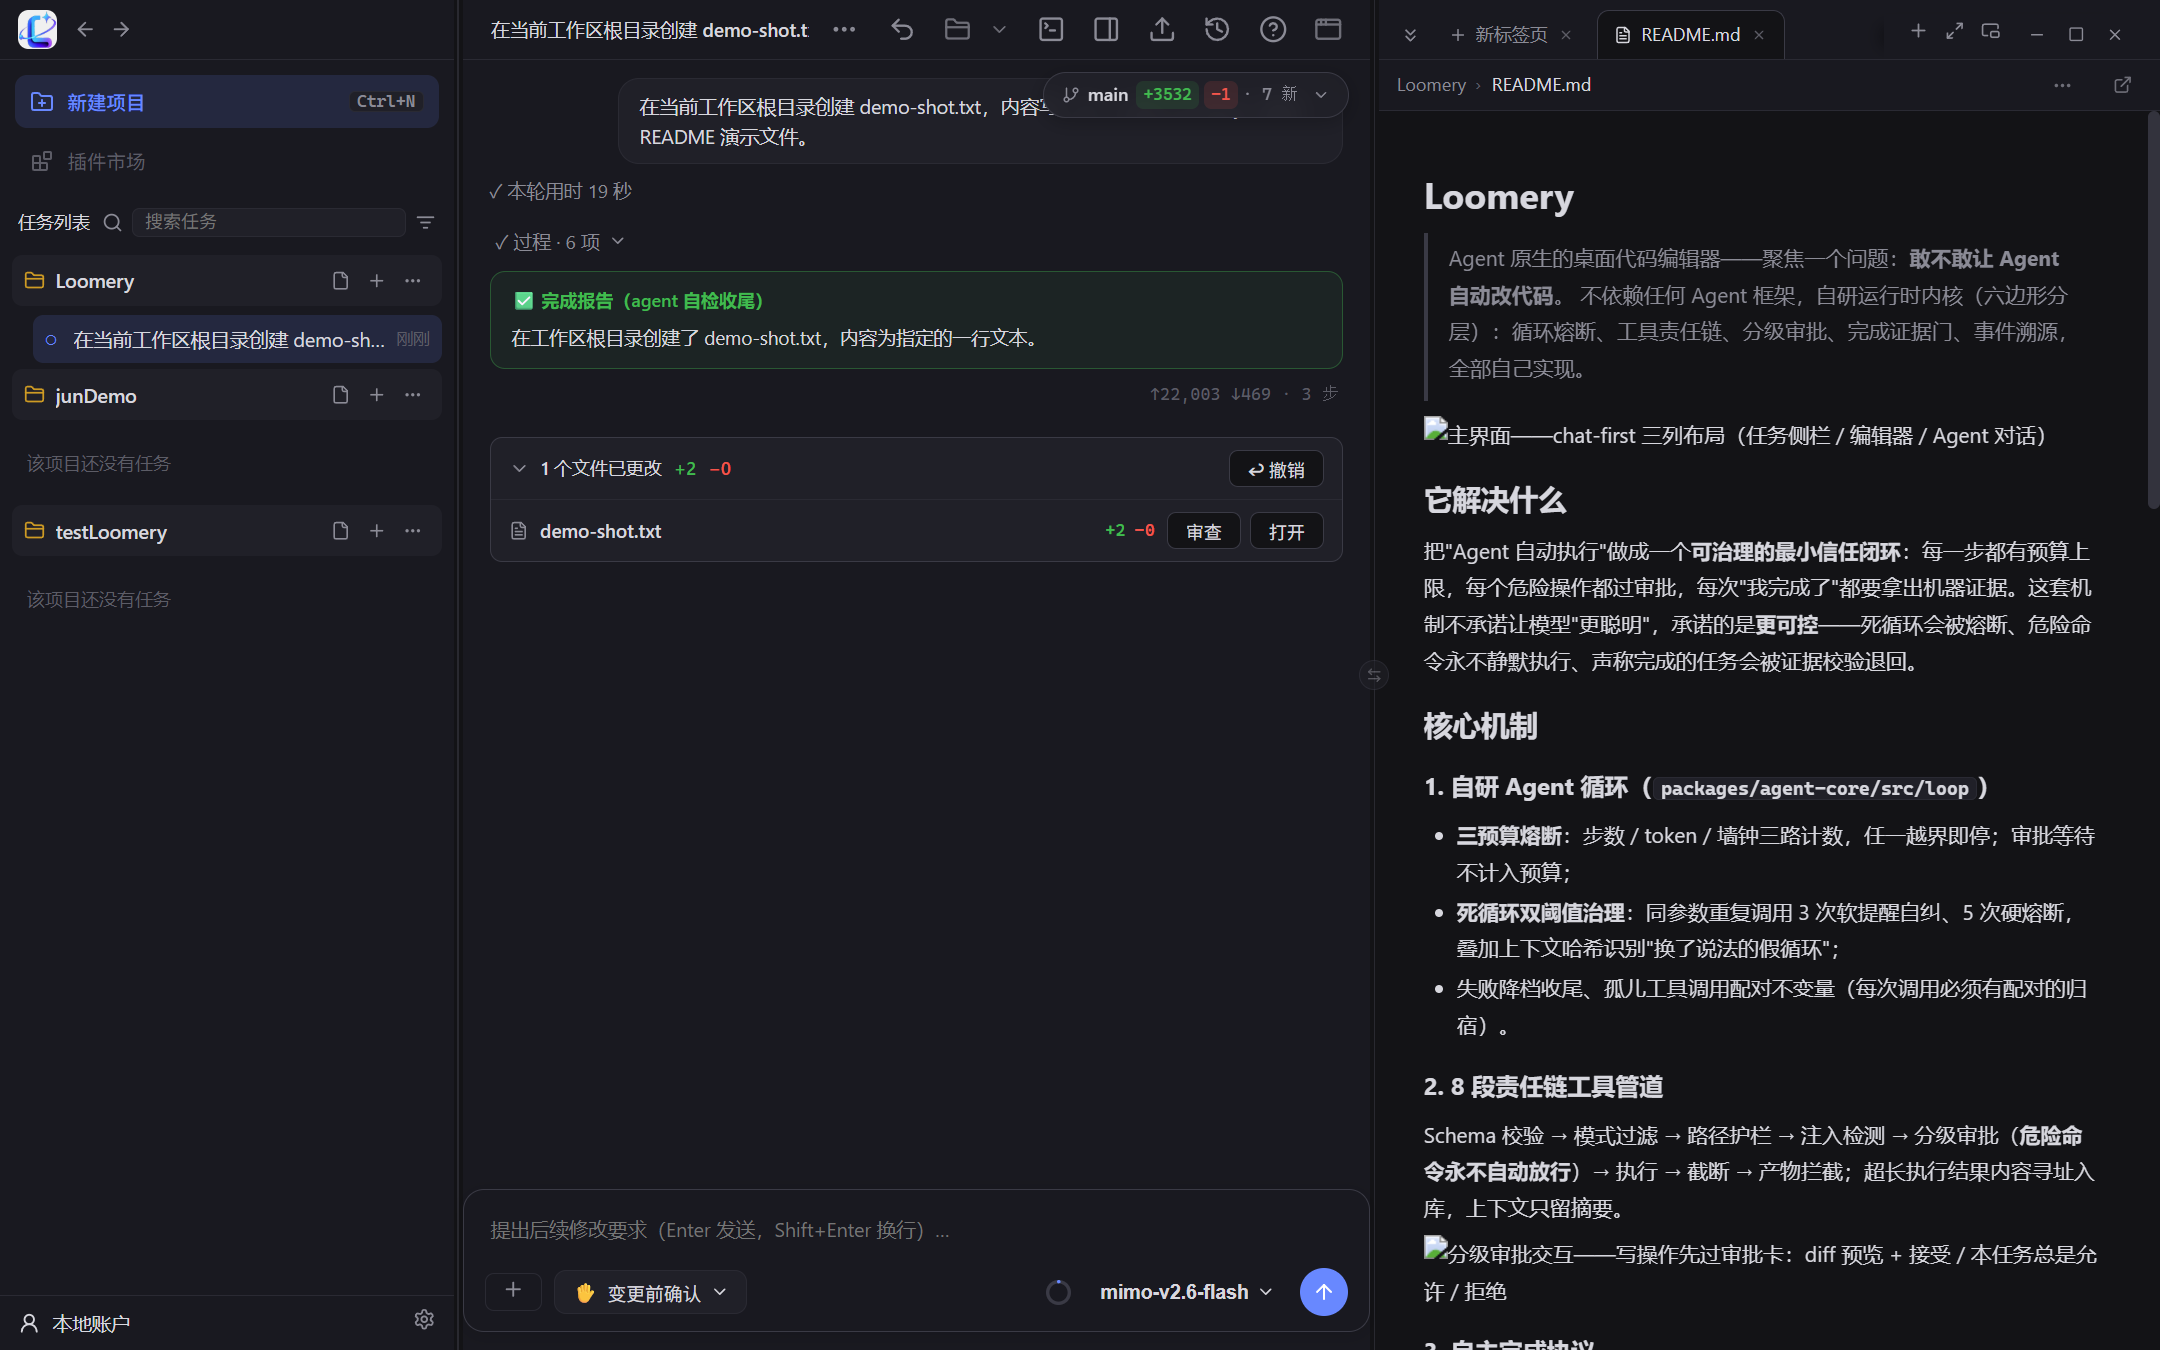 新建项目 Ctrl+N
插件市场
任务列表 搜索任务
Loomery
在当前工作区根目录创建 demo-sh... 刚刚
junDemo
该项目还没有任务
testLoomery
该项目还没有任务
本地账户
在当前工作区根目录创建 demo-shot.t
main +3532 −1 · 7 新
在当前工作区根目录创建 demo-shot.txt，内容写
README 演示文件。
✓ 本轮用时 19 秒
✓ 过程 · 6 项
✅ 完成报告（agent 自检收尾）
在工作区根目录创建了 demo-shot.txt，内容为指定的一行文本。
↑22,003 ↓469 · 3 步
1 个文件已更改 +2 −0 ↩ 撤销
demo-shot.txt +2 −0 审查 打开
提出后续修改要求（Enter 发送，Shift+Enter 换行）...
变更前确认 mimo-v2.6-flash
新标签页 × README.md ×
Loomery › README.md
Loomery
Agent 原生的桌面代码编辑器——聚焦一个问题：敢不敢让 Agent
自动改代码。 不依赖任何 Agent 框架，自研运行时内核（六边形分
层）：循环熔断、工具责任链、分级审批、完成证据门、事件溯源，
全部自己实现。
主界面——chat-first 三列布局（任务侧栏 / 编辑器 / Agent 对话）
它解决什么
把"Agent 自动执行"做成一个可治理的最小信任闭环：每一步都有预算上
限，每个危险操作都过审批，每次"我完成了"都要拿出机器证据。这套机
制不承诺让模型"更聪明"，承诺的是更可控——死循环会被熔断、危险命
令永不静默执行、声称完成的任务会被证据校验退回。
核心机制
1. 自研 Agent 循环（packages/agent-core/src/loop）
• 三预算熔断：步数 / token / 墙钟三路计数，任一越界即停；审批等待
不计入预算；
• 死循环双阈值治理：同参数重复调用 3 次软提醒自纠、5 次硬熔断，
叠加上下文哈希识别"换了说法的假循环"；
• 失败降档收尾、孤儿工具调用配对不变量（每次调用必须有配对的归
宿）。
2. 8 段责任链工具管道
Schema 校验 → 模式过滤 → 路径护栏 → 注入检测 → 分级审批（危险命
令永不自动放行）→ 执行 → 截断 → 产物拦截；超长执行结果内容寻址入
库，上下文只留摘要。
分级审批交互——写操作先过审批卡：diff 预览 + 接受 / 本任务总是允
许 / 拒绝
3. 自主完成协议